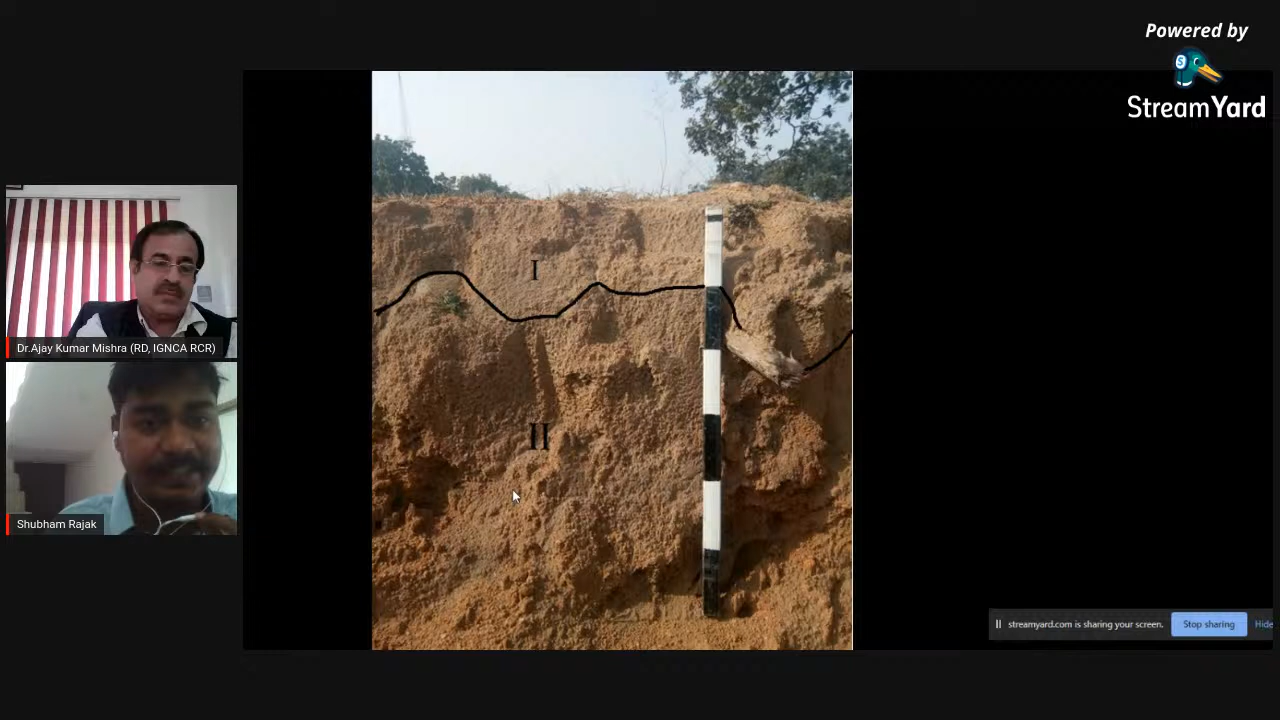 Powered by
StreamYard
I
II
Dr.Ajay Kumar Mishra (RD, IGNCA RCR)
Shubham Rajak
streamyard.com is sharing your screen.
Stop sharing
Hide